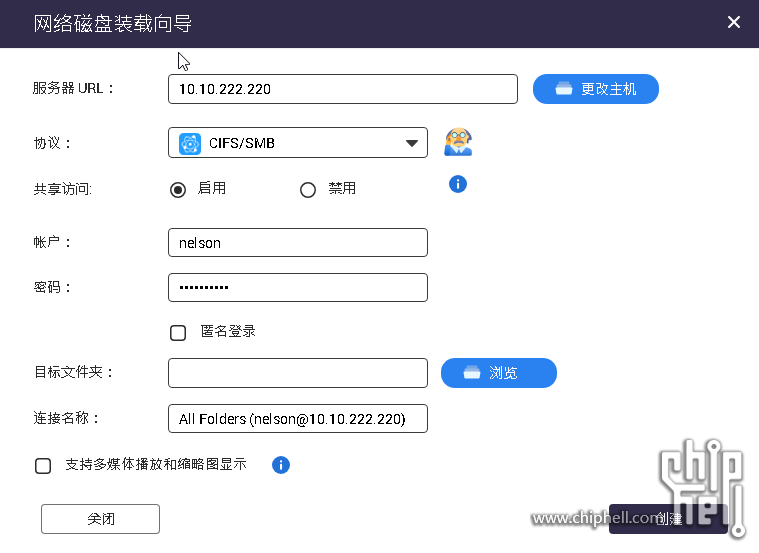 网络磁盘装载向导
服务器 URL：
10.10.222.220
更改主机
协议：
CIFS/SMB
共享访问:
启用
禁用
帐户：
nelson
密码：
••••••••••
匿名登录
目标文件夹：
浏览
连接名称：
All Folders (nelson@10.10.222.220)
支持多媒体播放和缩略图显示
关闭
创建
www.chiphell.com
chip
hell